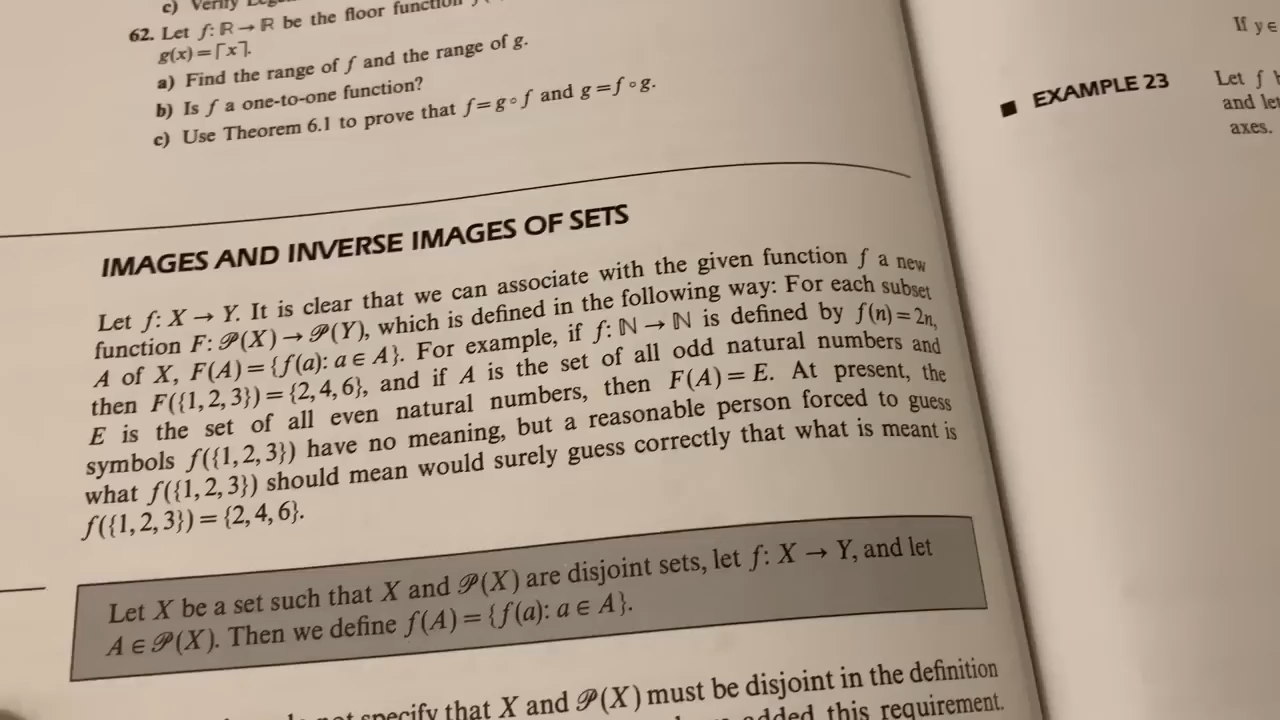 c) Verify
62. Let f: ℝ → ℝ be the floor function
g(x) = ⌈x⌉.
a) Find the range of f and the range of g.
b) Is f a one-to-one function?
c) Use Theorem 6.1 to prove that f = g ∘ f and g = f ∘ g.
IMAGES AND INVERSE IMAGES OF SETS
Let f: X → Y. It is clear that we can associate with the given function f a new
function F: 𝒫(X) → 𝒫(Y), which is defined in the following way: For each subset
A of X, F(A) = {f(a): a ∈ A}. For example, if f: ℕ → ℕ is defined by f(n) = 2n,
then F({1, 2, 3}) = {2, 4, 6}, and if A is the set of all odd natural numbers and
E is the set of all even natural numbers, then F(A) = E. At present, the
symbols f({1, 2, 3}) have no meaning, but a reasonable person forced to guess
what f({1, 2, 3}) should mean would surely guess correctly that what is meant is
f({1, 2, 3}) = {2, 4, 6}.
Let X be a set such that X and 𝒫(X) are disjoint sets, let f: X → Y, and let
A ∈ 𝒫(X). Then we define f(A) = {f(a): a ∈ A}.
specify that X and 𝒫(X) must be disjoint in the definition
added this requirement.
If y ∈
■ EXAMPLE 23
Let f
and let
axes.